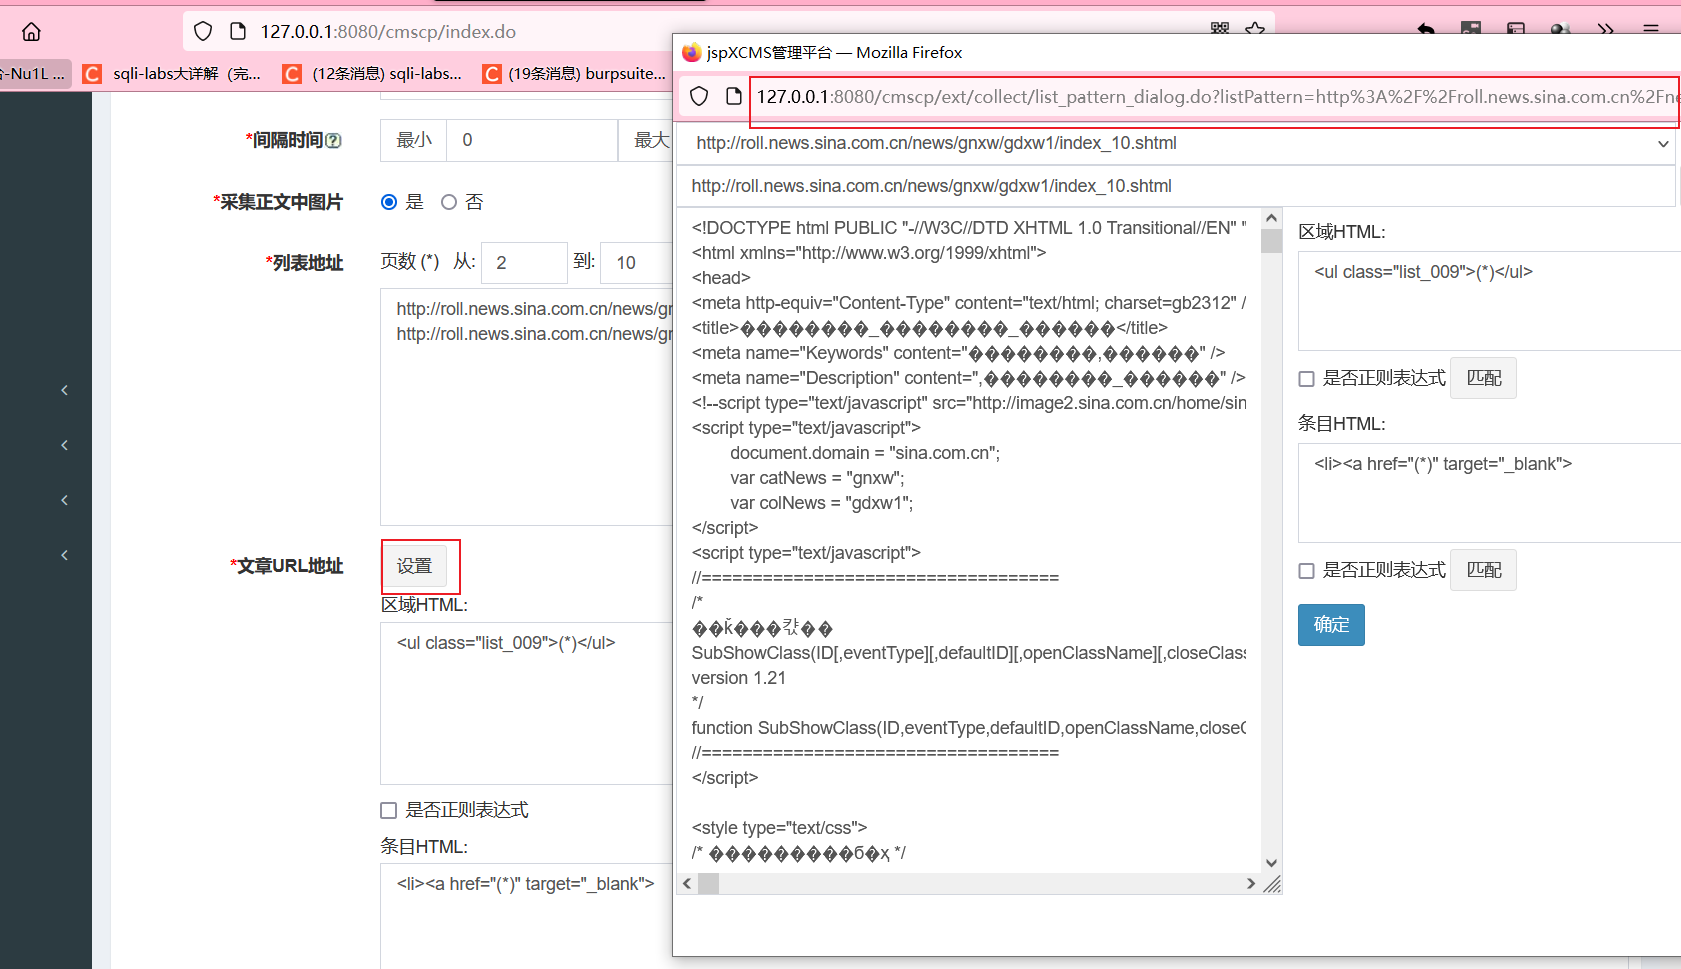 127.0.0.1:8080/cmscp/index.do
-Nu1L ...
sqli-labs大详解（完...
(12条消息) sqli-labs...
(19条消息) burpsuite...
*间隔时间
最小
0
最大
*采集正文中图片
是
否
*列表地址
页数 (*) 从: 2 到: 10
http://roll.news.sina.com.cn/news/gn
http://roll.news.sina.com.cn/news/gn
*文章URL地址
设置
区域HTML:
<ul class="list_009">(*)</ul>
是否正则表达式
条目HTML:
<li><a href="(*)" target="_blank">
jspXCMS管理平台 — Mozilla Firefox
127.0.0.1:8080/cmscp/ext/collect/list_pattern_dialog.do?listPattern=http%3A%2F%2Froll.news.sina.com.cn%2Fne
http://roll.news.sina.com.cn/news/gnxw/gdxw1/index_10.shtml
http://roll.news.sina.com.cn/news/gnxw/gdxw1/index_10.shtml
<!DOCTYPE html PUBLIC "-//W3C//DTD XHTML 1.0 Transitional//EN" "
<html xmlns="http://www.w3.org/1999/xhtml">
<head>
<meta http-equiv="Content-Type" content="text/html; charset=gb2312" /
<title>��������_��������_������</title>
<meta name="Keywords" content="��������,������" />
<meta name="Description" content=",��������_������" />
<!--script type="text/javascript" src="http://image2.sina.com.cn/home/sin
<script type="text/javascript">
document.domain = "sina.com.cn";
var catNews = "gnxw";
var colNews = "gdxw1";
</script>
<script type="text/javascript">
//===================================
/*
��ǩ���캯��
SubShowClass(ID[,eventType][,defaultID][,openClassName][,closeClass
version 1.21
*/
function SubShowClass(ID,eventType,defaultID,openClassName,closeC
//===================================
</script>
<style type="text/css">
/* ���������б�ҳ */
区域HTML:
<ul class="list_009">(*)</ul>
是否正则表达式
匹配
条目HTML:
<li><a href="(*)" target="_blank">
是否正则表达式
匹配
确定